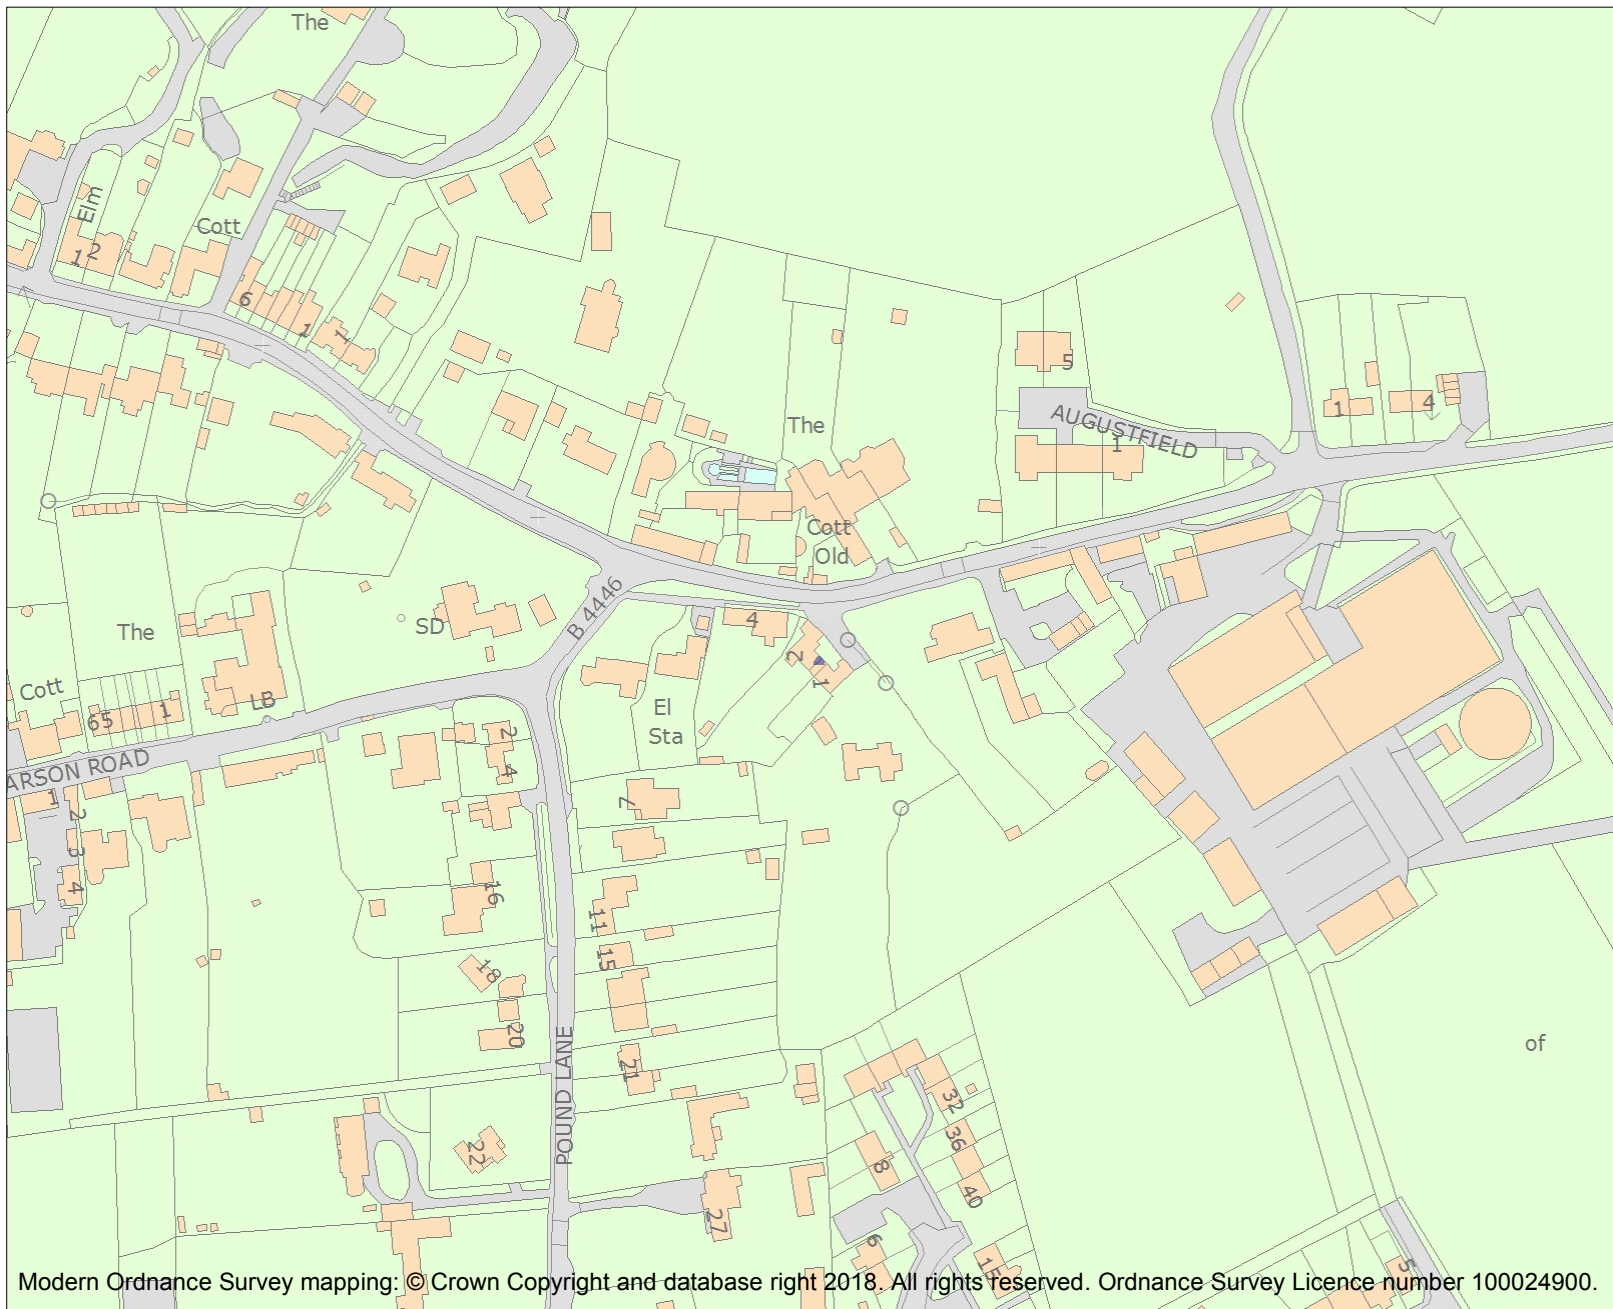 The
Elm
Cott
1
2
6
1
1
5
AUGUSTFIELD
1
1
4
The
Cott
Old
B 4446
SD
The
4
2
1
El
Sta
Cott
65
1
LB
ARSON ROAD
1
2
3
4
2
4
7
16
11
15
18
20
21
POUND LANE
22
27
of
32
36
8
40
6
15
5
Modern Ordnance Survey mapping: © Crown Copyright and database right 2018. All rights reserved. Ordnance Survey Licence number 100024900.